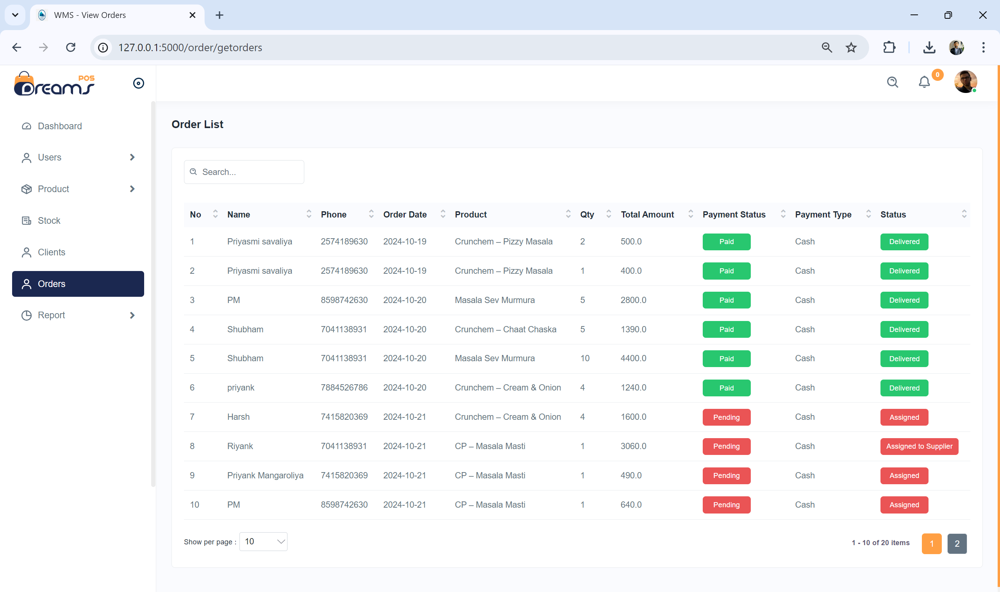 WMS - View Orders
127.0.0.1:5000/order/getorders
DreamsPOS
0
Dashboard
Users
Product
Stock
Clients
Orders
Report
Order List
Search...
No Name Phone Order Date Product Qty Total Amount Payment Status Payment Type Status
1 Priyasmi savaliya 2574189630 2024-10-19 Crunchem – Pizzy Masala 2 500.0 Paid Cash Delivered
2 Priyasmi savaliya 2574189630 2024-10-19 Crunchem – Pizzy Masala 1 400.0 Paid Cash Delivered
3 PM 8598742630 2024-10-20 Masala Sev Murmura 5 2800.0 Paid Cash Delivered
4 Shubham 7041138931 2024-10-20 Crunchem – Chaat Chaska 5 1390.0 Paid Cash Delivered
5 Shubham 7041138931 2024-10-20 Masala Sev Murmura 10 4400.0 Paid Cash Delivered
6 priyank 7884526786 2024-10-20 Crunchem – Cream & Onion 4 1240.0 Paid Cash Delivered
7 Harsh 7415820369 2024-10-21 Crunchem – Cream & Onion 4 1600.0 Pending Cash Assigned
8 Riyank 7041138931 2024-10-21 CP – Masala Masti 1 3060.0 Pending Cash Assigned to Supplier
9 Priyank Mangaroliya 7415820369 2024-10-21 CP – Masala Masti 1 490.0 Pending Cash Assigned
10 PM 8598742630 2024-10-21 CP – Masala Masti 1 640.0 Pending Cash Assigned
Show per page : 10 1 - 10 of 20 items 1 2